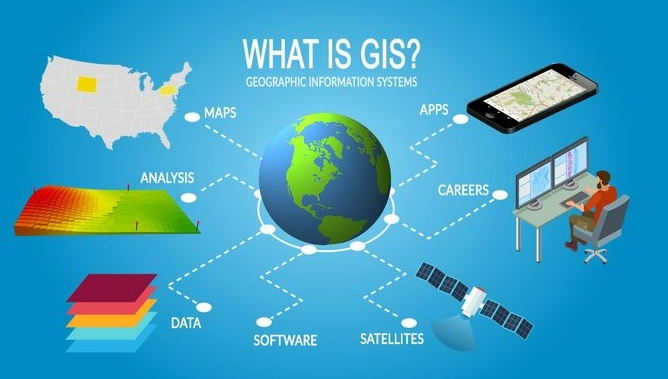 WHAT IS GIS?
GEOGRAPHIC INFORMATION SYSTEMS
MAPS
APPS
ANALYSIS
CAREERS
DATA
SOFTWARE
SATELLITES